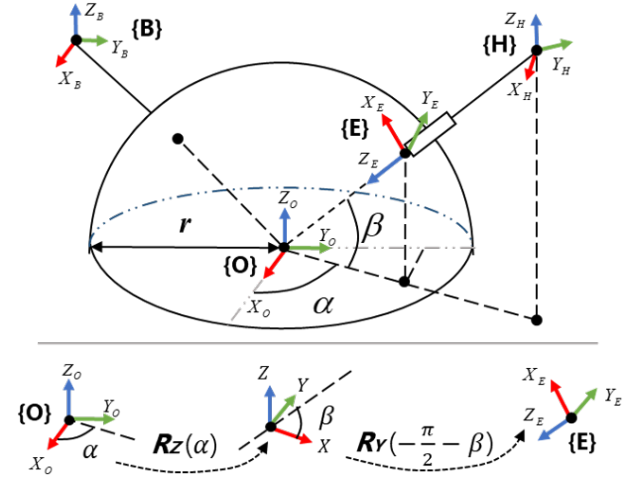 Z_B
{B}
Y_B
X_B
Z_H
{H}
Y_H
X_H
X_E
Y_E
{E}
Z_E
r
Z_O
Y_O
β
{O}
X_O
α
Z_O
{O}
Y_O
X_O
α
Rz(α)
Z
Y
β
X
R_Y(-π/2 - β)
X_E
Y_E
Z_E
{E}